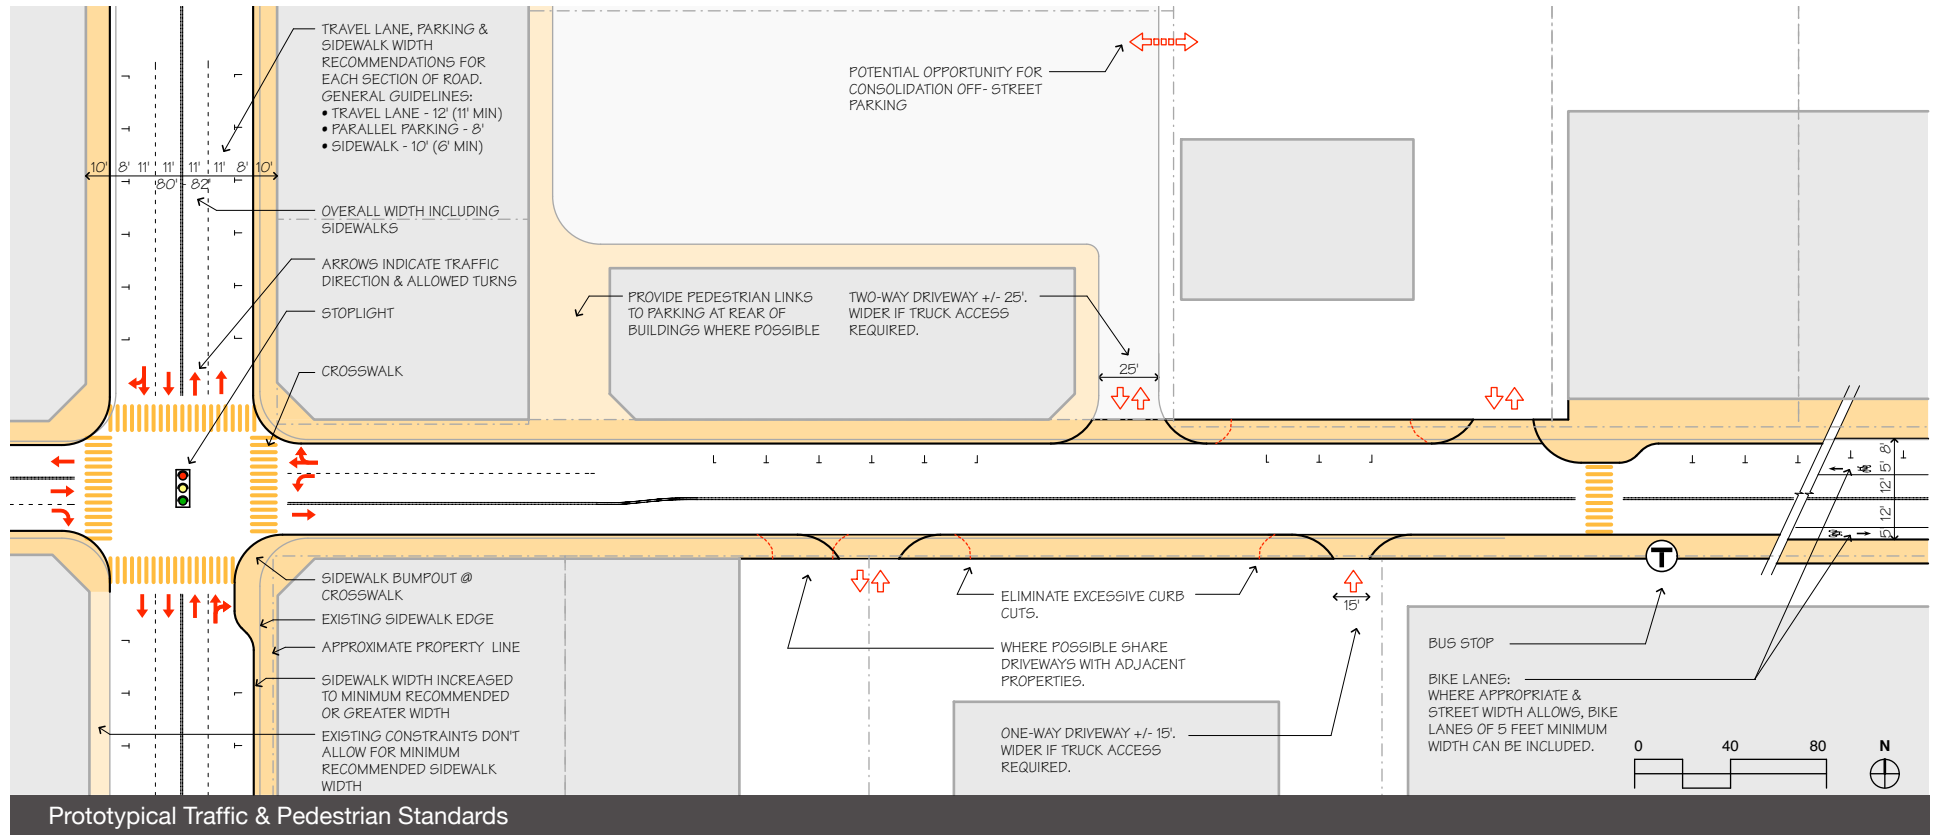 TRAVEL LANE, PARKING &
SIDEWALK WIDTH
RECOMMENDATIONS FOR
EACH SECTION OF ROAD.
GENERAL GUIDELINES:
• TRAVEL LANE - 12' (11' MIN)
• PARALLEL PARKING - 8'
• SIDEWALK - 10' (6' MIN)
10' 8' 11' 11' 11' 11' 8' 10'
80' - 82'
OVERALL WIDTH INCLUDING
SIDEWALKS
ARROWS INDICATE TRAFFIC
DIRECTION & ALLOWED TURNS
STOPLIGHT
CROSSWALK
POTENTIAL OPPORTUNITY FOR
CONSOLIDATION OFF- STREET
PARKING
PROVIDE PEDESTRIAN LINKS
TO PARKING AT REAR OF
BUILDINGS WHERE POSSIBLE
TWO-WAY DRIVEWAY +/- 25'.
WIDER IF TRUCK ACCESS
REQUIRED.
25'
5' 12' 12' 5' 8'
SIDEWALK BUMPOUT @
CROSSWALK
EXISTING SIDEWALK EDGE
APPROXIMATE PROPERTY LINE
SIDEWALK WIDTH INCREASED
TO MINIMUM RECOMMENDED
OR GREATER WIDTH
EXISTING CONSTRAINTS DON'T
ALLOW FOR MINIMUM
RECOMMENDED SIDEWALK
WIDTH
ELIMINATE EXCESSIVE CURB
CUTS.
WHERE POSSIBLE SHARE
DRIVEWAYS WITH ADJACENT
PROPERTIES.
ONE-WAY DRIVEWAY +/- 15'.
WIDER IF TRUCK ACCESS
REQUIRED.
15'
T
BUS STOP
BIKE LANES:
WHERE APPROPRIATE &
STREET WIDTH ALLOWS, BIKE
LANES OF 5 FEET MINIMUM
WIDTH CAN BE INCLUDED.
0 40 80
N
Prototypical Traffic & Pedestrian Standards